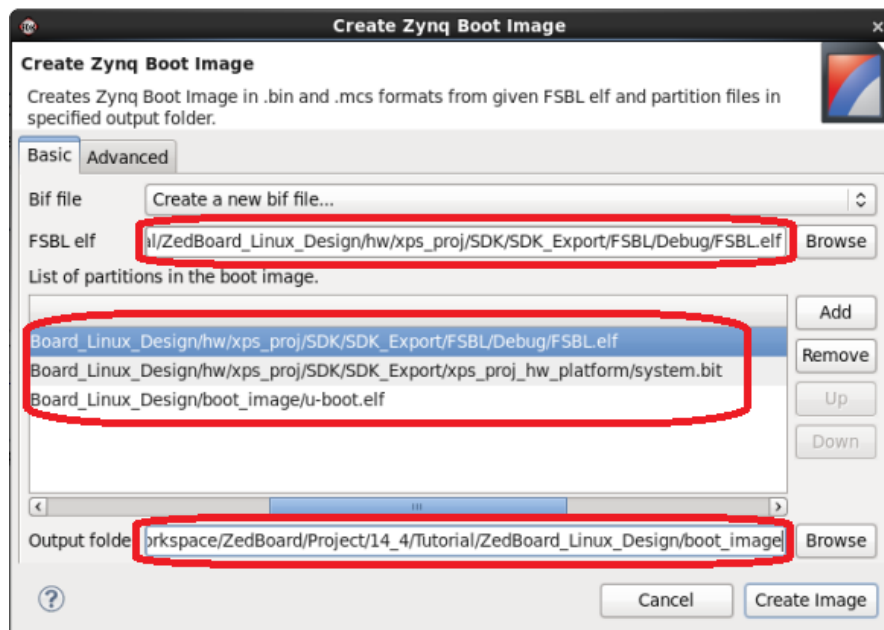 Create Zynq Boot Image
Create Zynq Boot Image
Creates Zynq Boot Image in .bin and .mcs formats from given FSBL elf and partition files in
specified output folder.
Basic Advanced
Bif file Create a new bif file...
FSBL elf al/ZedBoard_Linux_Design/hw/xps_proj/SDK/SDK_Export/FSBL/Debug/FSBL.elf Browse
List of partitions in the boot image.
Add
Board_Linux_Design/hw/xps_proj/SDK/SDK_Export/FSBL/Debug/FSBL.elf
Remove
Board_Linux_Design/hw/xps_proj/SDK/SDK_Export/xps_proj_hw_platform/system.bit
Board_Linux_Design/boot_image/u-boot.elf Up
Down
Output folde orkspace/ZedBoard/Project/14_4/Tutorial/ZedBoard_Linux_Design/boot_image Browse
? Cancel Create Image